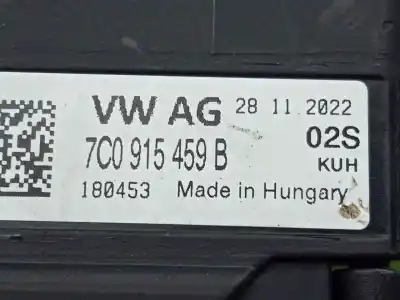 VW AG 28 11 2022
7C0 915 459 B 02S
KUH
180453 Made in Hungary